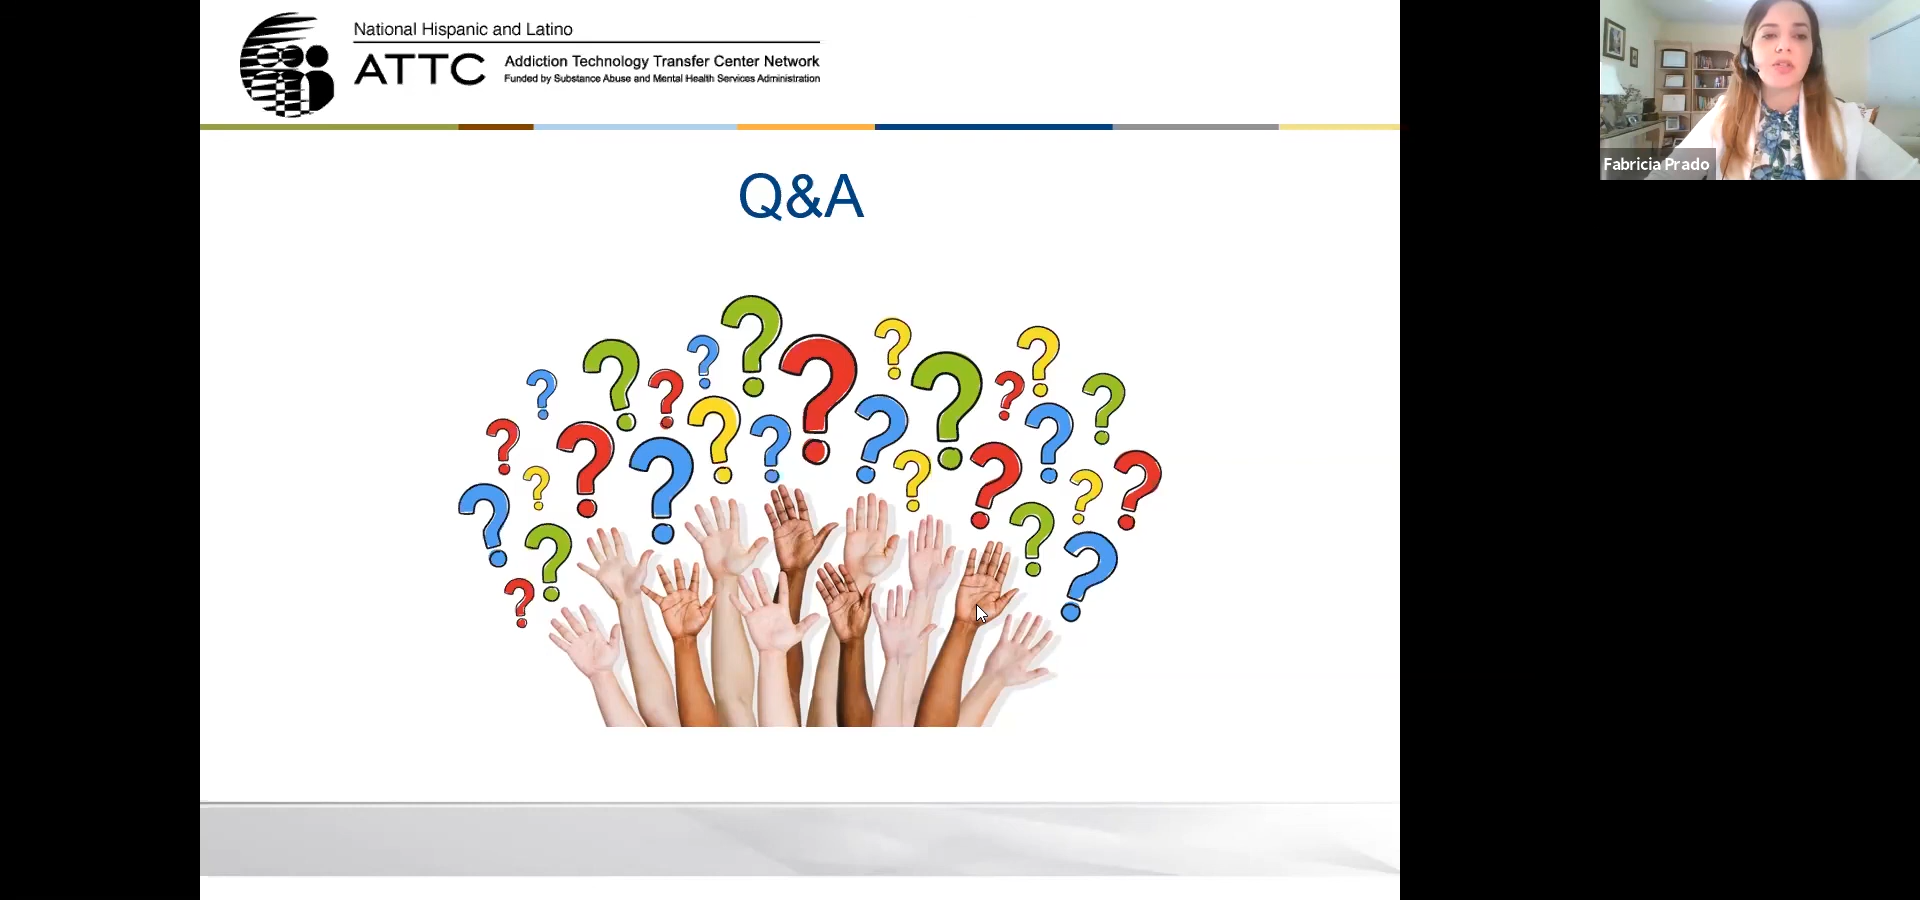 National Hispanic and Latino
ATTC
Addiction Technology Transfer Center Network
Funded by Substance Abuse and Mental Health Services Administration
Fabricia Prado
Q&A